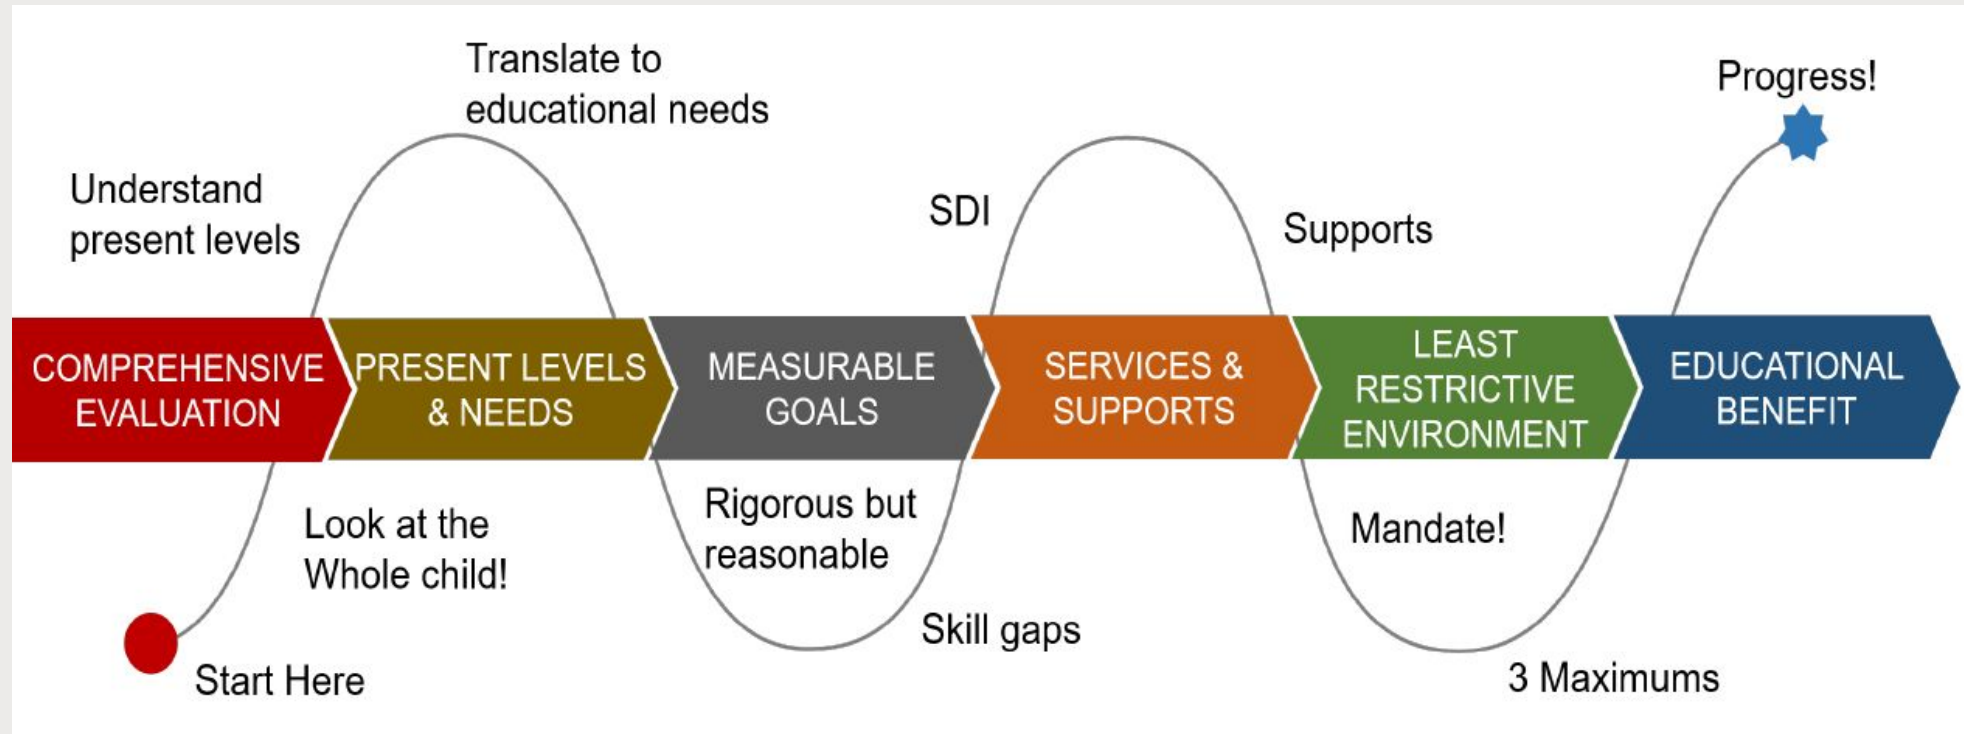 Translate to
educational needs
Progress!
Understand
present levels
SDI
Supports
COMPREHENSIVE
EVALUATION
PRESENT LEVELS
& NEEDS
MEASURABLE
GOALS
SERVICES &
SUPPORTS
LEAST
RESTRICTIVE
ENVIRONMENT
EDUCATIONAL
BENEFIT
Look at the
Whole child!
Rigorous but
reasonable
Mandate!
Skill gaps
Start Here
3 Maximums